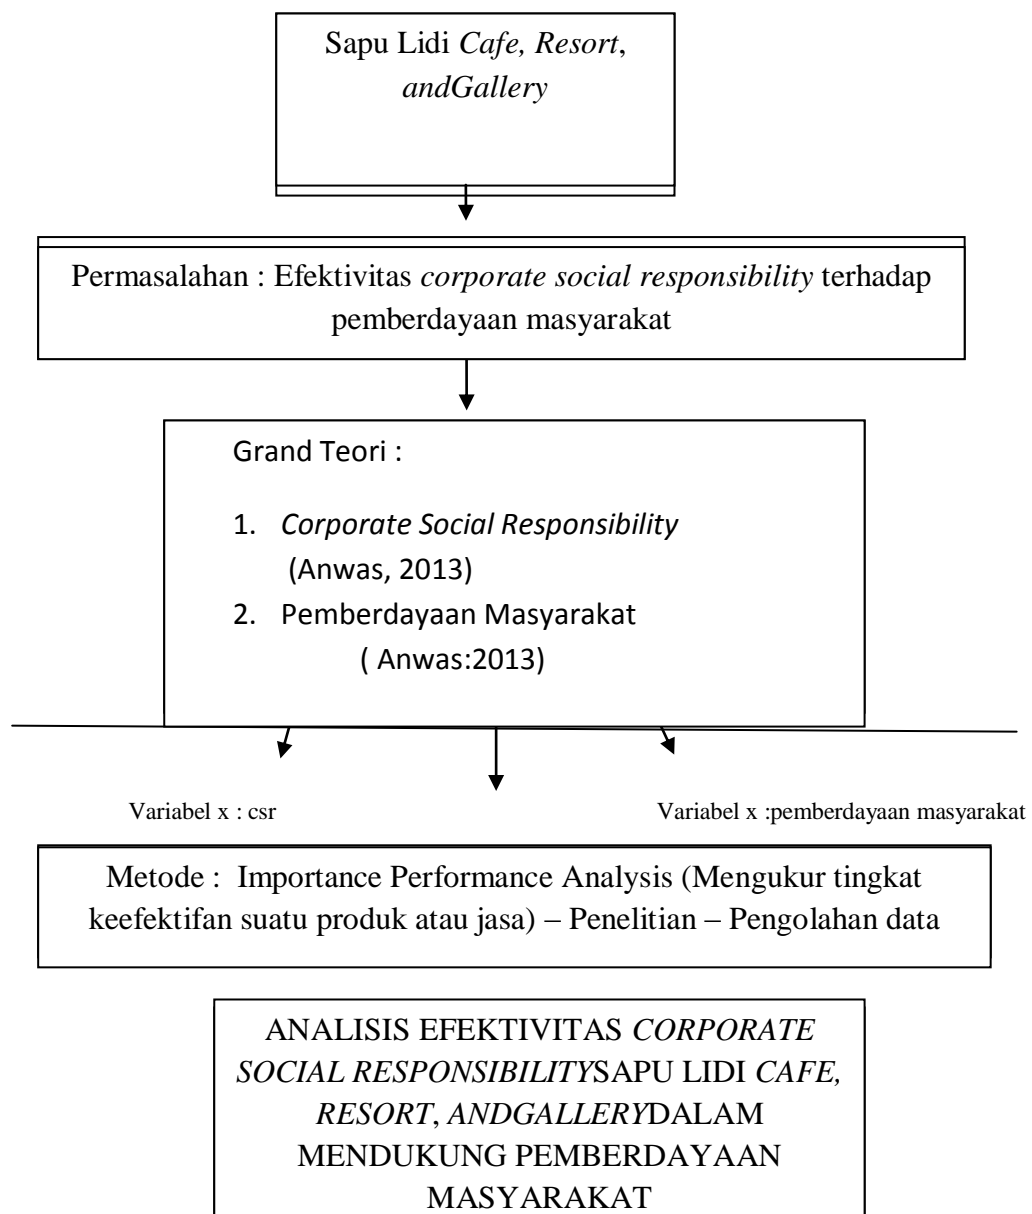 Sapu Lidi Cafe, Resort,
andGallery
Permasalahan : Efektivitas corporate social responsibility terhadap
pemberdayaan masyarakat
Grand Teori :
1. Corporate Social Responsibility
(Anwas, 2013)
2. Pemberdayaan Masyarakat
( Anwas:2013)
Variabel x : csr
Variabel x :pemberdayaan masyarakat
Metode : Importance Performance Analysis (Mengukur tingkat
keefektifan suatu produk atau jasa) – Penelitian – Pengolahan data
ANALISIS EFEKTIVITAS CORPORATE
SOCIAL RESPONSIBILITYSAPU LIDI CAFE,
RESORT, ANDGALLERYDALAM
MENDUKUNG PEMBERDAYAAN
MASYARAKAT